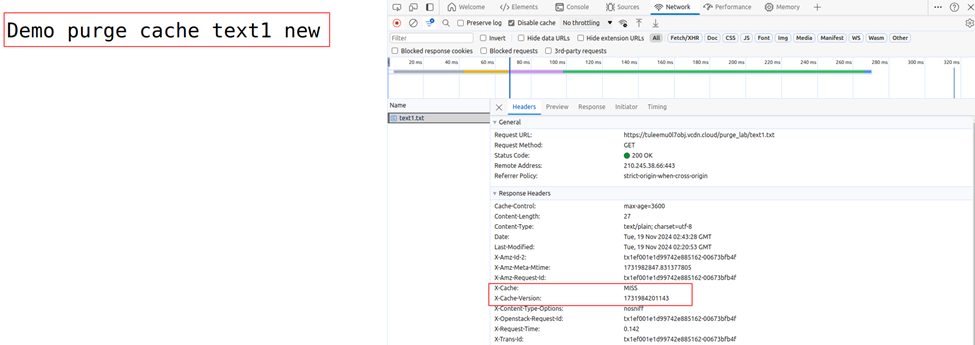 Demo purge cache text1 new
Welcome
Elements
Console
Sources
Network
Performance
Memory
Preserve log
Disable cache
No throttling
Filter
Invert
Hide data URLs
Hide extension URLs
All
Fetch/XHR
Doc
CSS
JS
Font
Img
Media
Manifest
WS
Wasm
Other
Blocked response cookies
Blocked requests
3rd-party requests
20 ms
40 ms
60 ms
80 ms
100 ms
120 ms
140 ms
160 ms
180 ms
200 ms
220 ms
240 ms
260 ms
280 ms
300 ms
320 m
Name
Headers
Preview
Response
Initiator
Timing
text1.txt
General
Request URL: https://tuleemu0l7obj.vcdn.cloud/purge_lab/text1.txt
Request Method: GET
Status Code: 200 OK
Remote Address: 210.245.38.66:443
Referrer Policy: strict-origin-when-cross-origin
Response Headers
Cache-Control: max-age=3600
Content-Length: 27
Content-Type: text/plain; charset=utf-8
Date: Tue, 19 Nov 2024 02:43:28 GMT
Last-Modified: Tue, 19 Nov 2024 02:20:53 GMT
X-Amz-Id-2: tx1ef001e1d99742e885162-00673bfb4f
X-Amz-Meta-Mtime: 1731982847.831377805
X-Amz-Request-Id: tx1ef001e1d99742e885162-00673bfb4f
X-Cache: MISS
X-Cache-Version: 1731984201143
X-Content-Type-Options: nosniff
X-Openstack-Request-Id: tx1ef001e1d99742e885162-00673bfb4f
X-Request-Time: 0.142
X-Trans-Id: tx1ef001e1d99742e885162-00673bfb4f